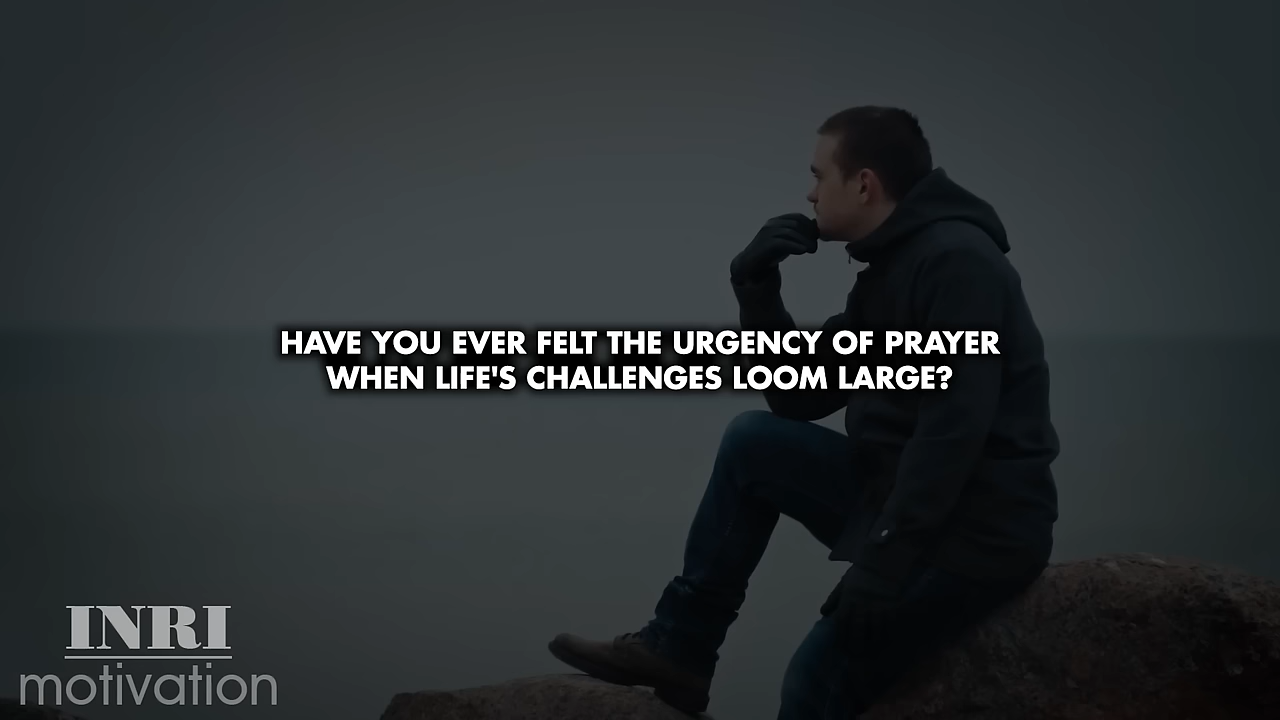 HAVE YOU EVER FELT THE URGENCY OF PRAYER
WHEN LIFE'S CHALLENGES LOOM LARGE?
INRI
motivation